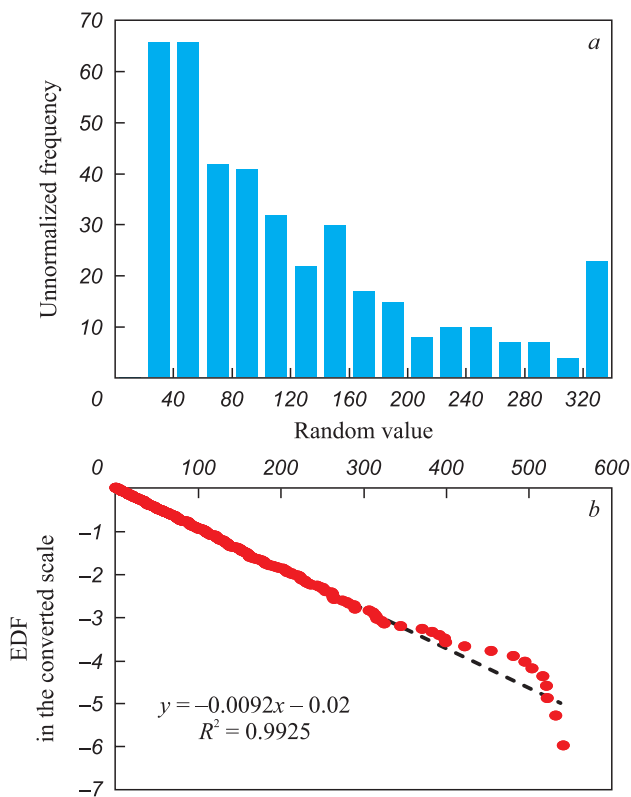 70
a
60
50
40
30
20
10
0
40 80 120 160 200 240 280 320
Unnormalized frequency
Random value
0 100 200 300 400 500 600
b
–1
–2
–3
–4
–5
–6
–7
EDF
in the converted scale
y = –0.0092x – 0.02
R² = 0.9925